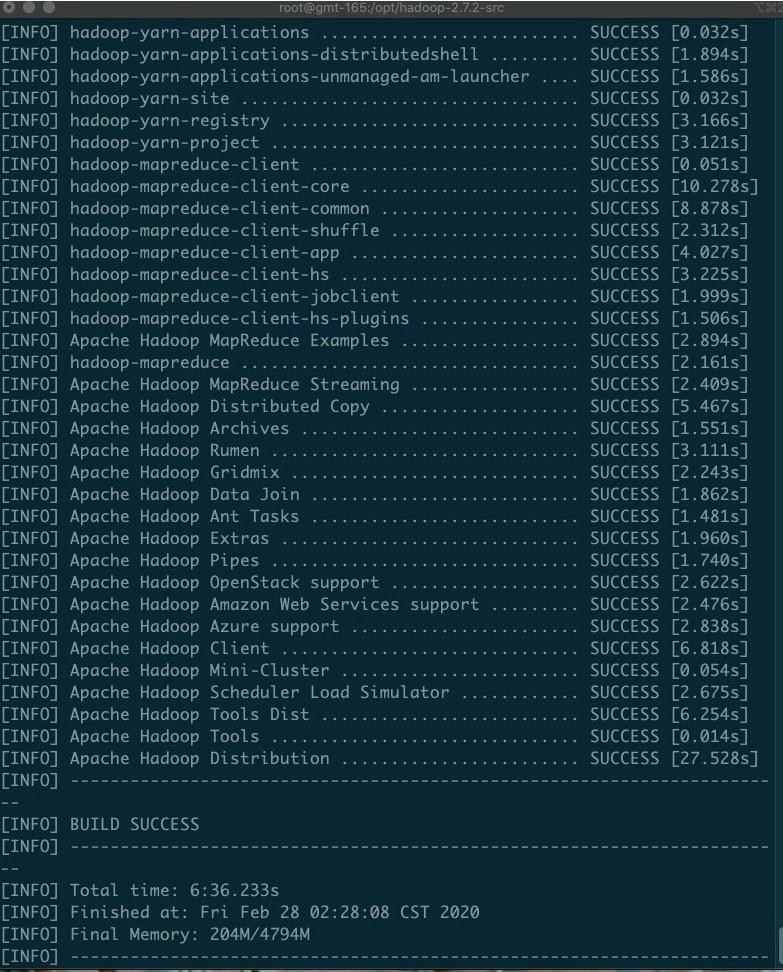 root@gmt-165:/opt/hadoop-2.7.2-src
[INFO] hadoop-yarn-applications .......................... SUCCESS [0.032s]
[INFO] hadoop-yarn-applications-distributedshell ......... SUCCESS [1.894s]
[INFO] hadoop-yarn-applications-unmanaged-am-launcher .... SUCCESS [1.586s]
[INFO] hadoop-yarn-site .................................. SUCCESS [0.032s]
[INFO] hadoop-yarn-registry .............................. SUCCESS [3.166s]
[INFO] hadoop-yarn-project ............................... SUCCESS [3.121s]
[INFO] hadoop-mapreduce-client ........................... SUCCESS [0.051s]
[INFO] hadoop-mapreduce-client-core ...................... SUCCESS [10.278s]
[INFO] hadoop-mapreduce-client-common .................... SUCCESS [8.878s]
[INFO] hadoop-mapreduce-client-shuffle ................... SUCCESS [2.312s]
[INFO] hadoop-mapreduce-client-app ....................... SUCCESS [4.027s]
[INFO] hadoop-mapreduce-client-hs ........................ SUCCESS [3.225s]
[INFO] hadoop-mapreduce-client-jobclient ................. SUCCESS [1.999s]
[INFO] hadoop-mapreduce-client-hs-plugins ................ SUCCESS [1.506s]
[INFO] Apache Hadoop MapReduce Examples .................. SUCCESS [2.894s]
[INFO] hadoop-mapreduce .................................. SUCCESS [2.161s]
[INFO] Apache Hadoop MapReduce Streaming ................. SUCCESS [2.409s]
[INFO] Apache Hadoop Distributed Copy .................... SUCCESS [5.467s]
[INFO] Apache Hadoop Archives ............................ SUCCESS [1.551s]
[INFO] Apache Hadoop Rumen ............................... SUCCESS [3.111s]
[INFO] Apache Hadoop Gridmix ............................. SUCCESS [2.243s]
[INFO] Apache Hadoop Data Join ........................... SUCCESS [1.862s]
[INFO] Apache Hadoop Ant Tasks ........................... SUCCESS [1.481s]
[INFO] Apache Hadoop Extras .............................. SUCCESS [1.960s]
[INFO] Apache Hadoop Pipes ............................... SUCCESS [1.740s]
[INFO] Apache Hadoop OpenStack support ................... SUCCESS [2.622s]
[INFO] Apache Hadoop Amazon Web Services support ......... SUCCESS [2.476s]
[INFO] Apache Hadoop Azure support ....................... SUCCESS [2.838s]
[INFO] Apache Hadoop Client .............................. SUCCESS [6.818s]
[INFO] Apache Hadoop Mini-Cluster ........................ SUCCESS [0.054s]
[INFO] Apache Hadoop Scheduler Load Simulator ............ SUCCESS [2.675s]
[INFO] Apache Hadoop Tools Dist .......................... SUCCESS [6.254s]
[INFO] Apache Hadoop Tools ............................... SUCCESS [0.014s]
[INFO] Apache Hadoop Distribution ........................ SUCCESS [27.528s]
[INFO] ----------------------------------------------------------------------
--
[INFO] BUILD SUCCESS
[INFO] ----------------------------------------------------------------------
--
[INFO] Total time: 6:36.233s
[INFO] Finished at: Fri Feb 28 02:28:08 CST 2020
[INFO] Final Memory: 204M/4794M
[INFO] ----------------------------------------------------------------------